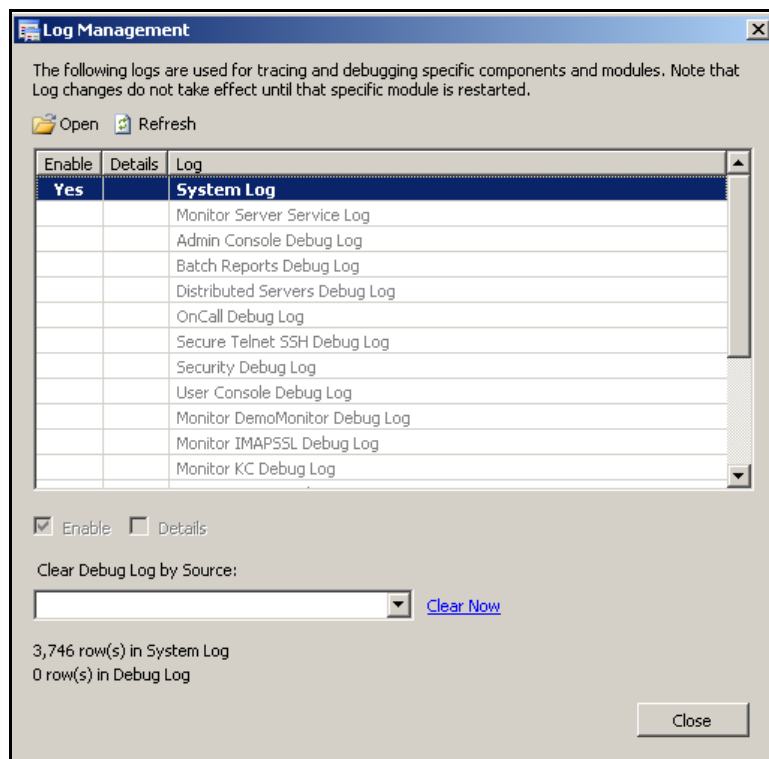 Log Management
The following logs are used for tracing and debugging specific components and modules. Note that
Log changes do not take effect until that specific module is restarted.
Open Refresh
Enable Details Log
Yes System Log
Monitor Server Service Log
Admin Console Debug Log
Batch Reports Debug Log
Distributed Servers Debug Log
OnCall Debug Log
Secure Telnet SSH Debug Log
Security Debug Log
User Console Debug Log
Monitor DemoMonitor Debug Log
Monitor IMAPSSL Debug Log
Monitor KC Debug Log
Enable Details
Clear Debug Log by Source:
Clear Now
3,746 row(s) in System Log
0 row(s) in Debug Log
Close